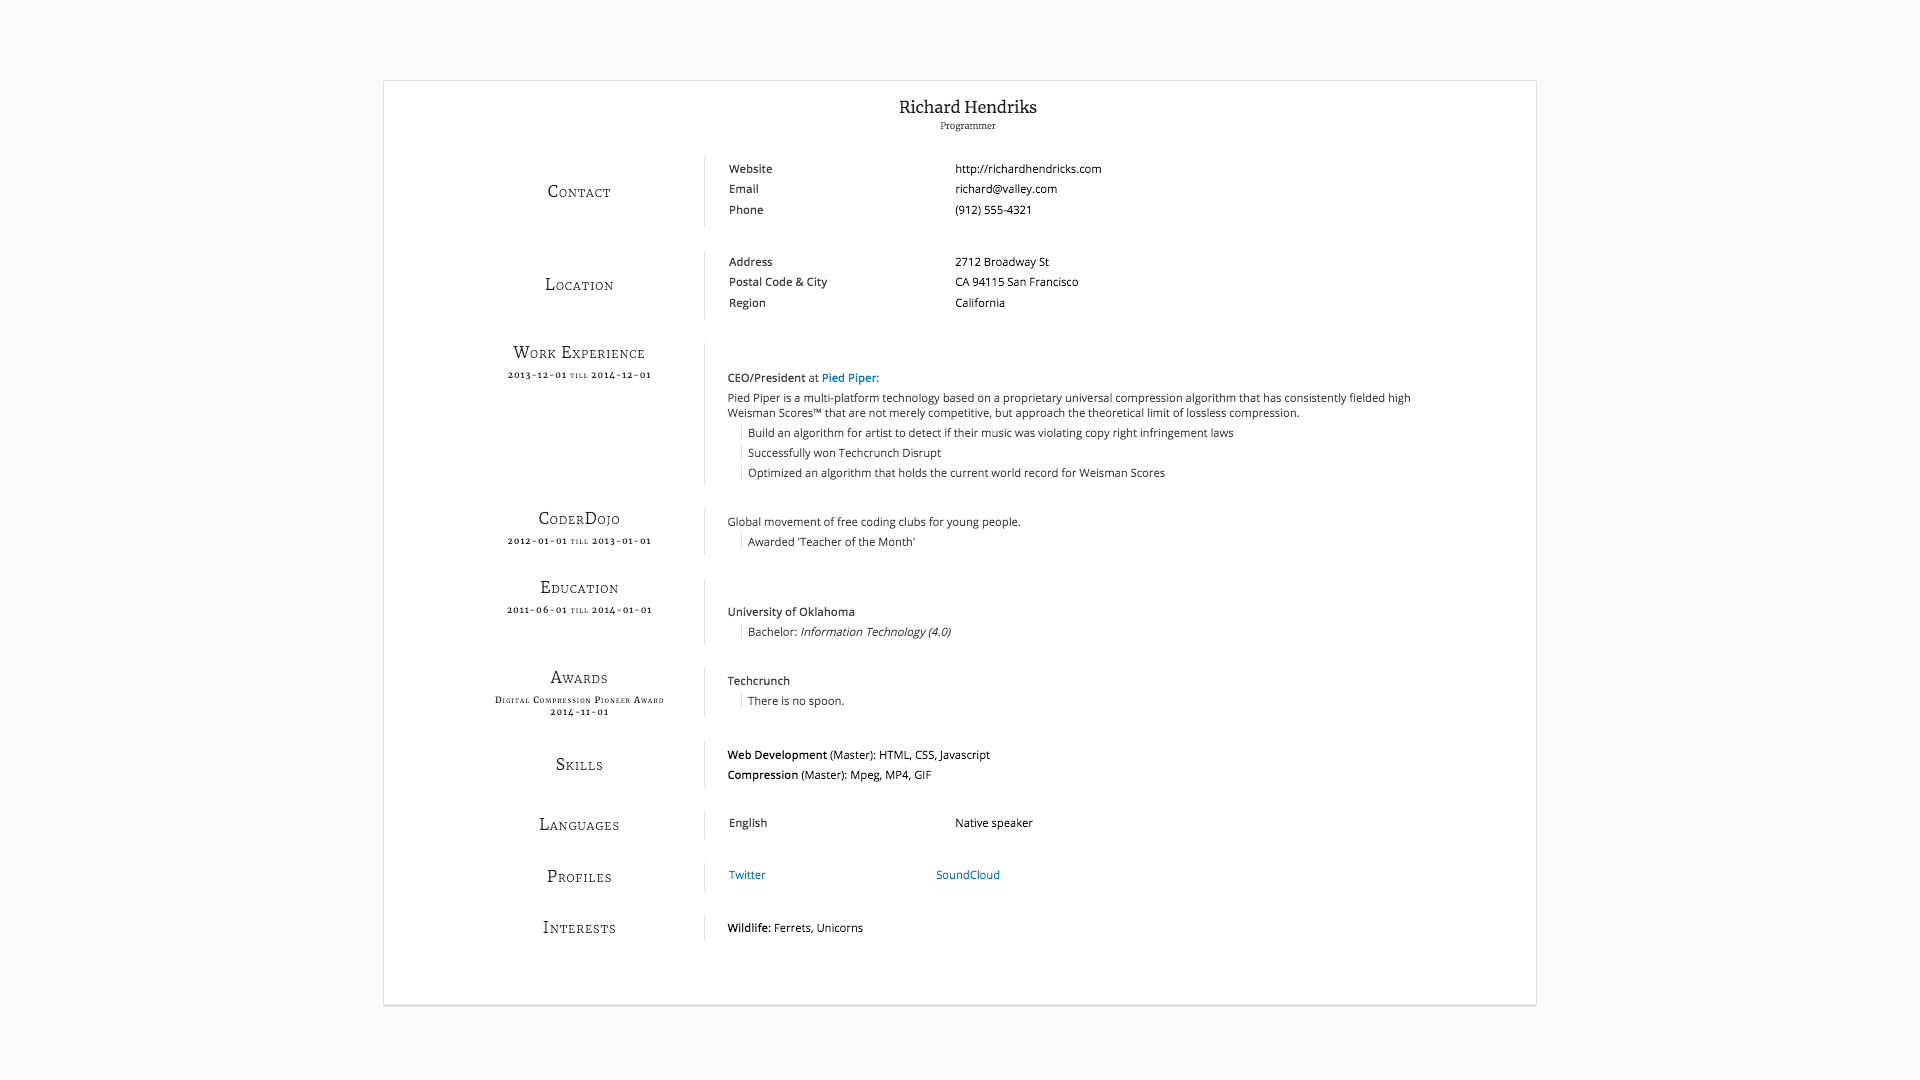 Richard Hendriks
Programmer
Contact
Website http://richardhendricks.com
Email richard@valley.com
Phone (912) 555-4321
Location
Address 2712 Broadway St
Postal Code & City CA 94115 San Francisco
Region California
Work Experience
2013-12-01 till 2014-12-01
CEO/President at Pied Piper:
Pied Piper is a multi-platform technology based on a proprietary universal compression algorithm that has consistently fielded high
Weisman Scores™ that are not merely competitive, but approach the theoretical limit of lossless compression.
Build an algorithm for artist to detect if their music was violating copy right infringement laws
Successfully won Techcrunch Disrupt
Optimized an algorithm that holds the current world record for Weisman Scores
CoderDojo
2012-01-01 till 2013-01-01
Global movement of free coding clubs for young people.
Awarded 'Teacher of the Month'
Education
2011-06-01 till 2014-01-01
University of Oklahoma
Bachelor: Information Technology (4.0)
Awards
Digital Compression Pioneer Award
2014-11-01
Techcrunch
There is no spoon.
Skills
Web Development (Master): HTML, CSS, Javascript
Compression (Master): Mpeg, MP4, GIF
Languages
English Native speaker
Profiles
Twitter SoundCloud
Interests
Wildlife: Ferrets, Unicorns